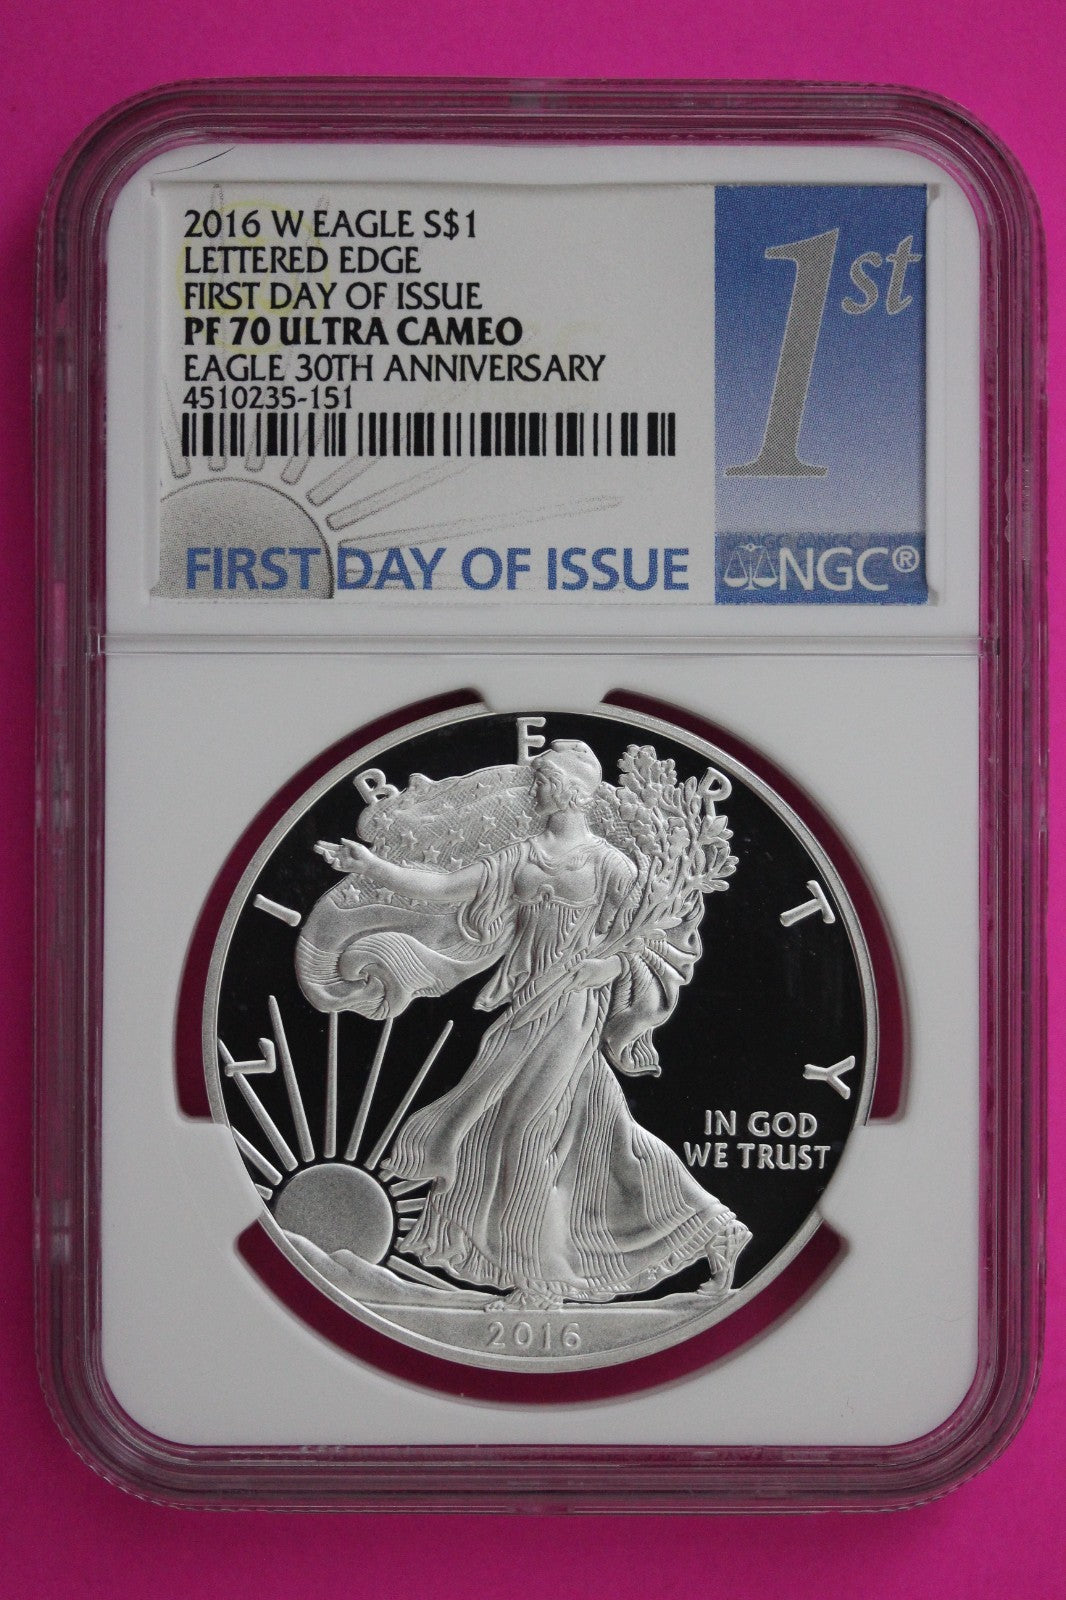 2016 W EAGLE S$1
LETTERED EDGE
FIRST DAY OF ISSUE
PF 70 ULTRA CAMEO
EAGLE 30TH ANNIVERSARY
4510235-151
1st
FIRST DAY OF ISSUE
NGC®
LIBERTY
IN GOD
WE TRUST
2016